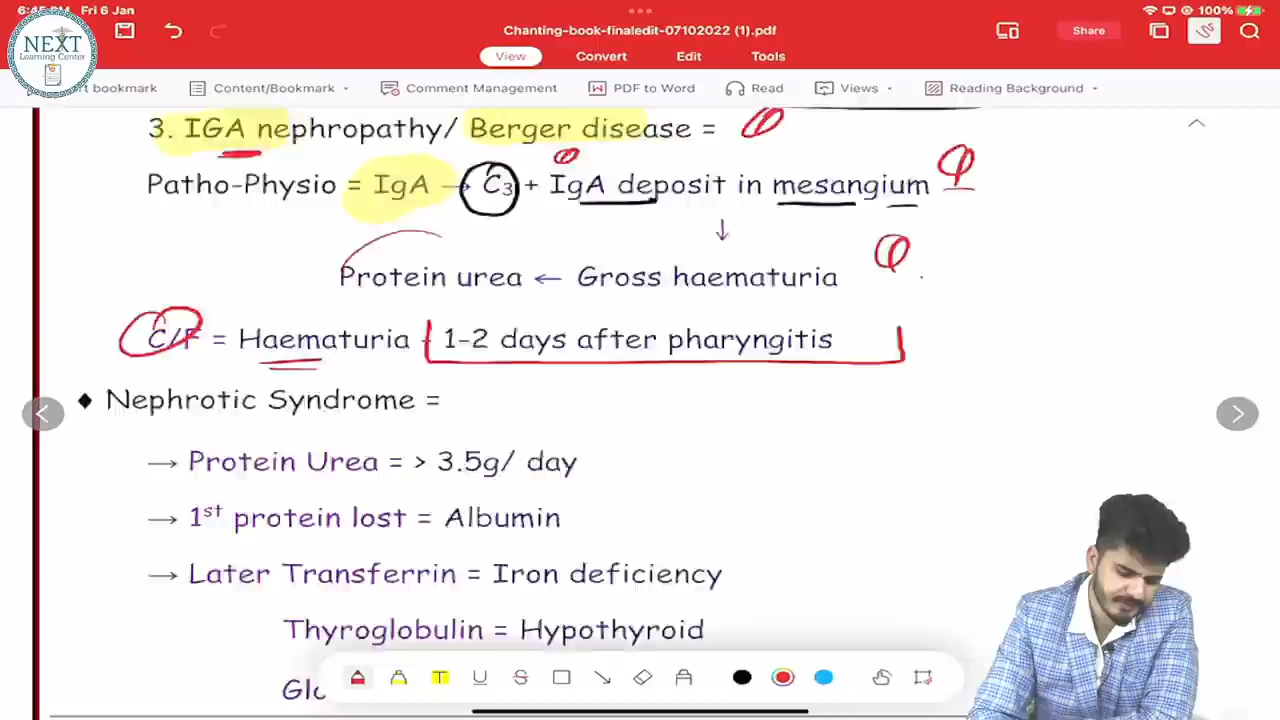 6:45 PM Fri 6 Jan
100%
NEXT
Learning Center
Chanting-book-finaledit-07102022 (1).pdf
Share
View
Convert
Edit
Tools
rt bookmark
Content/Bookmark
Comment Management
PDF to Word
Read
Views
Reading Background
3. IGA nephropathy/ Berger disease =
Patho-Physio = IgA → C₃ + IgA deposit in mesangium
↓
Protein urea ← Gross haematuria
C/F = Haematuria - 1-2 days after pharyngitis
◆ Nephrotic Syndrome =
→ Protein Urea = > 3.5g/ day
→ 1st protein lost = Albumin
→ Later Transferrin = Iron deficiency
Thyroglobulin = Hypothyroid